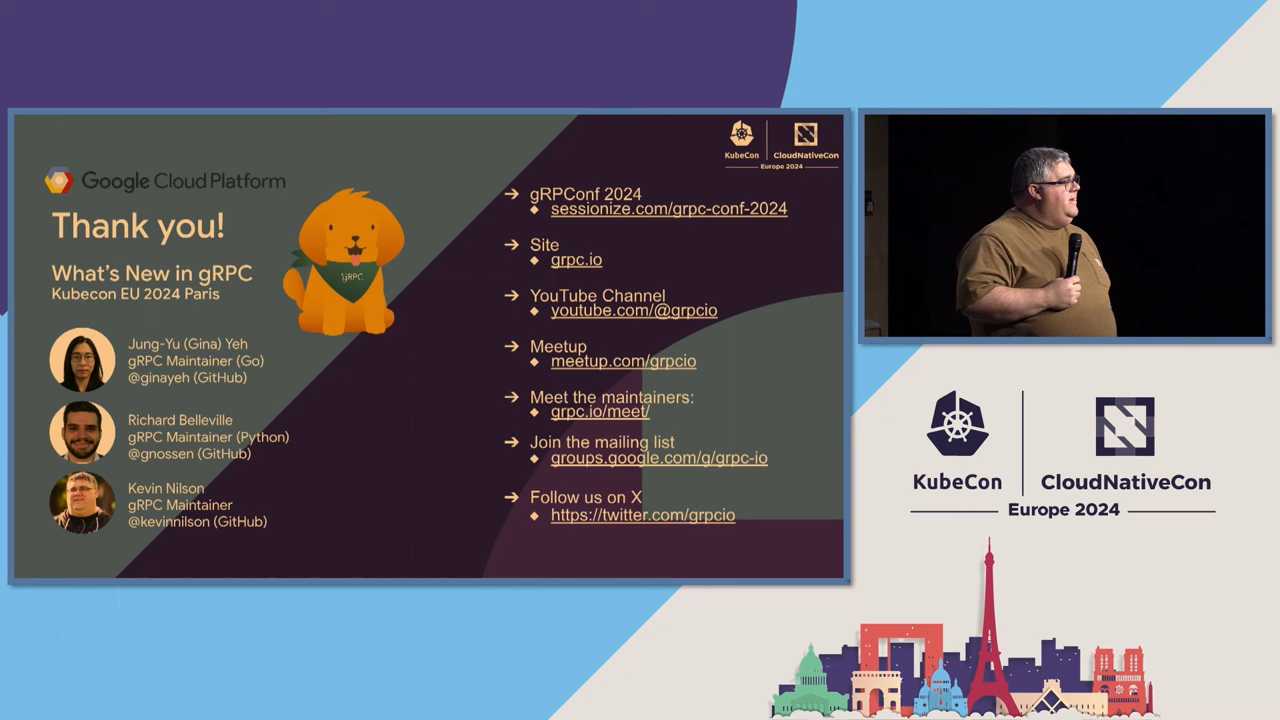 KubeCon
CloudNativeCon
Europe 2024
Google Cloud Platform
Thank you!
What's New in gRPC
Kubecon EU 2024 Paris
gRPC
Jung-Yu (Gina) Yeh
gRPC Maintainer (Go)
@ginayeh (GitHub)
Richard Belleville
gRPC Maintainer (Python)
@gnossen (GitHub)
Kevin Nilson
gRPC Maintainer
@kevinnilson (GitHub)
➔ gRPConf 2024
◆ sessionize.com/grpc-conf-2024
➔ Site
◆ grpc.io
➔ YouTube Channel
◆ youtube.com/@grpcio
➔ Meetup
◆ meetup.com/grpcio
➔ Meet the maintainers:
◆ grpc.io/meet/
➔ Join the mailing list
◆ groups.google.com/g/grpc-io
➔ Follow us on X
◆ https://twitter.com/grpcio
KubeCon
CloudNativeCon
Europe 2024